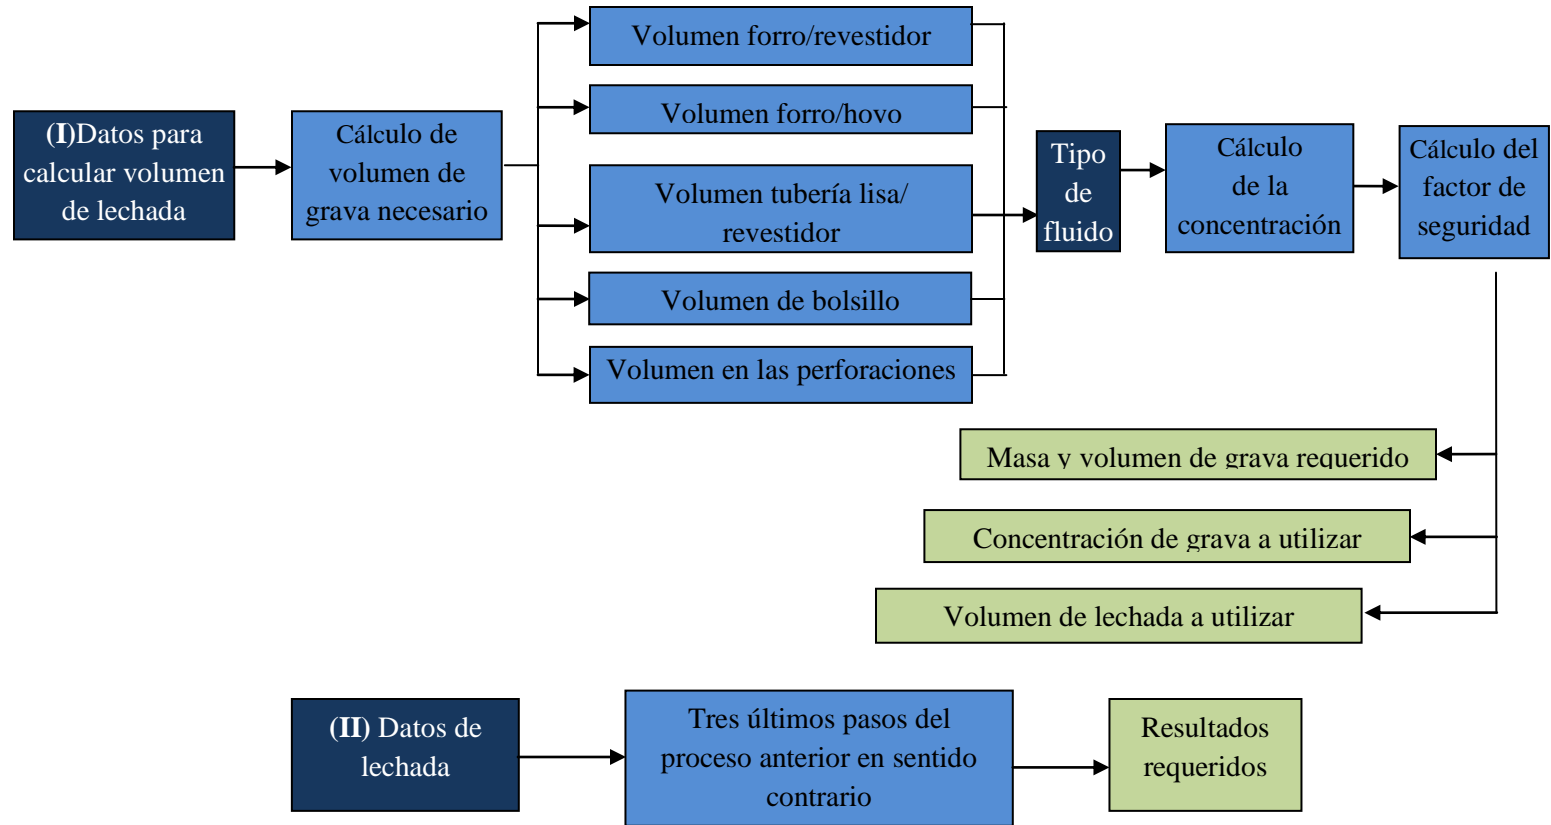 (I)Datos para
calcular volumen
de lechada
Cálculo de
volumen de
grava necesario
Volumen forro/revestidor
Volumen forro/hovo
Volumen tubería lisa/
revestidor
Volumen de bolsillo
Volumen en las perforaciones
Tipo
de
fluido
Cálculo
de la
concentración
Cálculo del
factor de
seguridad
Masa y volumen de grava requerido
Concentración de grava a utilizar
Volumen de lechada a utilizar
(II) Datos de
lechada
Tres últimos pasos del
proceso anterior en sentido
contrario
Resultados
requeridos